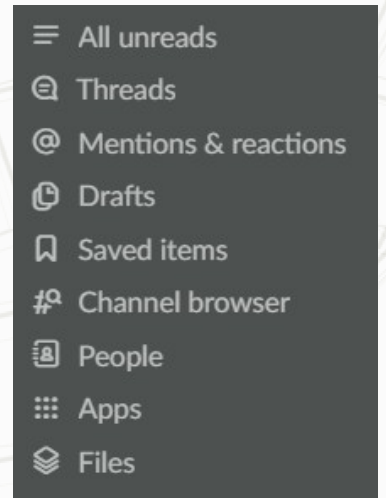 All unreads
Threads
Mentions & reactions
Drafts
Saved items
Channel browser
People
Apps
Files